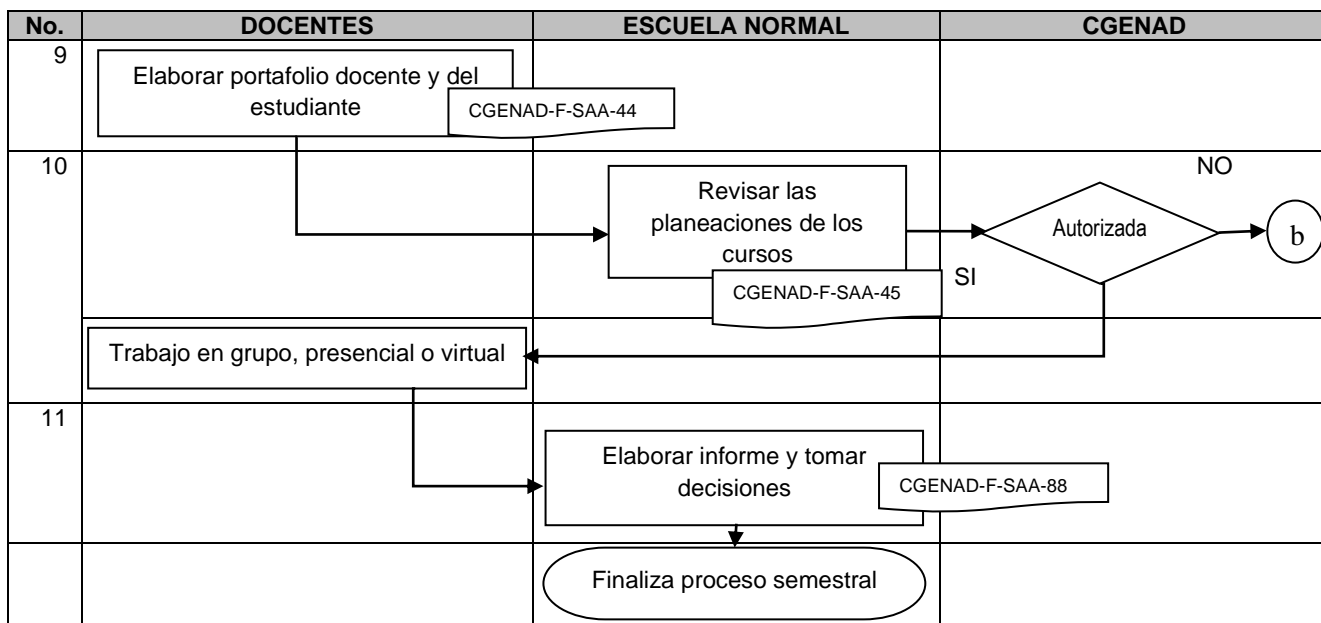 No. DOCENTES ESCUELA NORMAL CGENAD
9
Elaborar portafolio docente y del
estudiante
CGENAD-F-SAA-44
10
Revisar las
planeaciones de los
cursos
CGENAD-F-SAA-45
Autorizada
NO
b
SI
Trabajo en grupo, presencial o virtual
11
Elaborar informe y tomar
decisiones
CGENAD-F-SAA-88
Finaliza proceso semestral